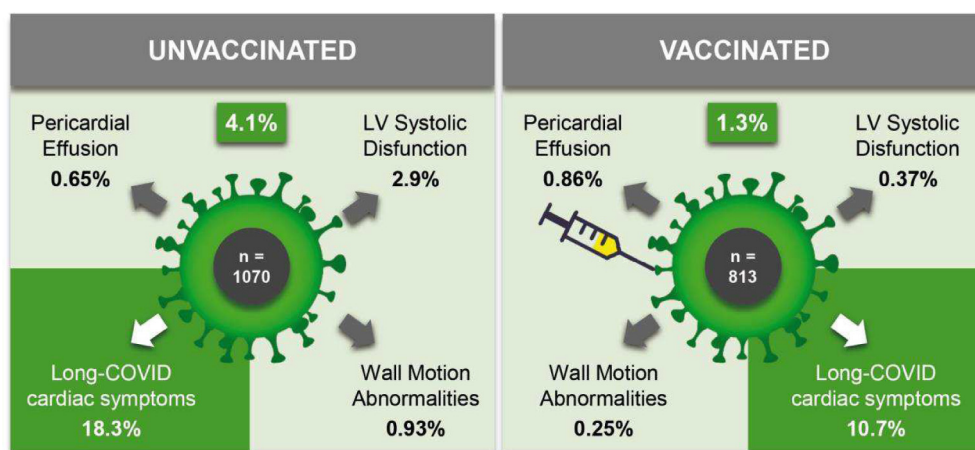 UNVACCINATED
Pericardial
Effusion
0.65%
4.1%
LV Systolic
Disfunction
2.9%
n =
1070
Long-COVID
cardiac symptoms
18.3%
Wall Motion
Abnormalities
0.93%
VACCINATED
Pericardial
Effusion
0.86%
1.3%
LV Systolic
Disfunction
0.37%
n =
813
Wall Motion
Abnormalities
0.25%
Long-COVID
cardiac symptoms
10.7%